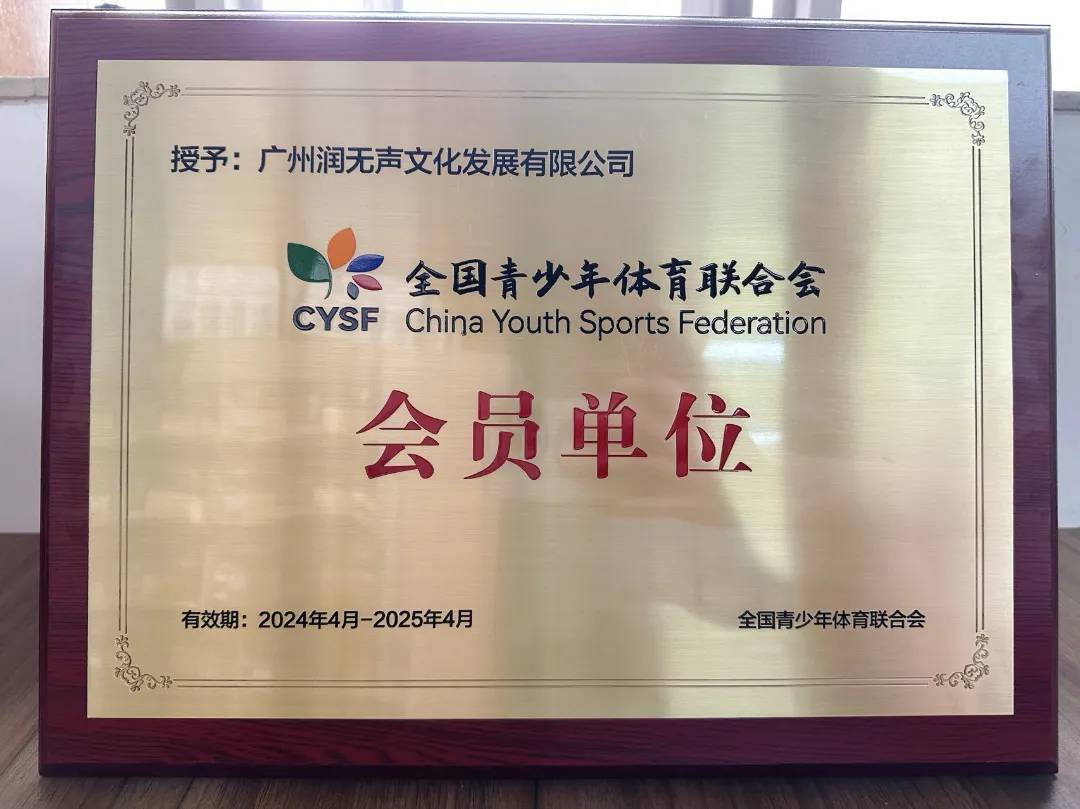 授予：广州润无声文化发展有限公司
全国青少年体育联合会
CYSF China Youth Sports Federation
会员单位
有效期：2024年4月-2025年4月
全国青少年体育联合会